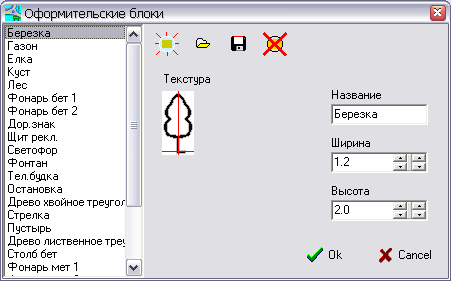 Оформительские блоки
Березка
Газон
Елка
Куст
Лес
Фонарь бет 1
Фонарь бет 2
Дор.знак
Щит рекл.
Светофор
Фонтан
Тел.будка
Остановка
Древо хвойное треугол
Стрелка
Пустырь
Древо лиственное треу
Столб бет
Фонарь мет 1
Текстура
Название
Березка
Ширина
1.2
Высота
2.0
Ok
Cancel